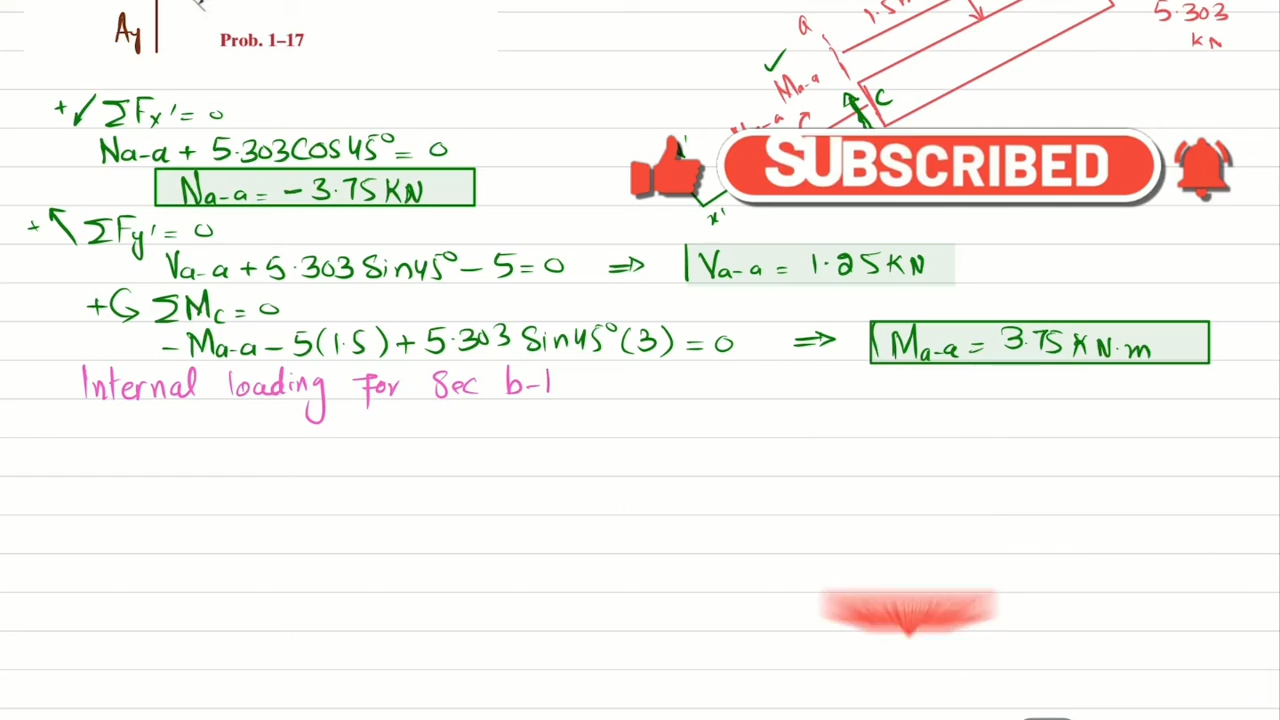 Ay
Prob. 1–17
1.5
5.303
KN
a
Ma-a
C
+ ↙ ΣFx' = 0
Na-a + 5.303 COS 45° = 0
Na-a = - 3.75 KN
x'
SUBSCRIBED
+ ↖ ΣFy' = 0
Va-a + 5.303 Sin 45° - 5 = 0 ⇒ Va-a = 1.25 KN
+↺ ΣMc = 0
- Ma-a - 5(1.5) + 5.303 Sin 45° (3) = 0 ⇒ Ma-a = 3.75 KN.m
Internal loading for Sec b-